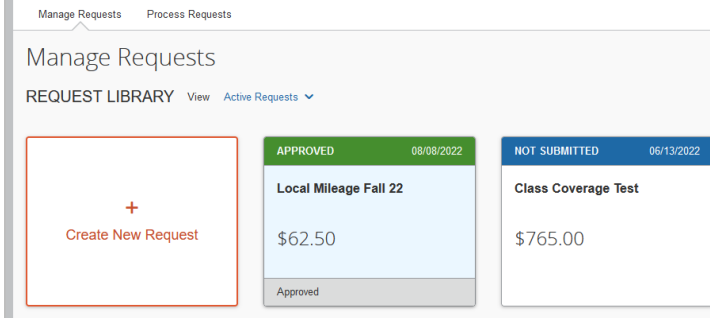 Manage Requests Process Requests
Manage Requests
REQUEST LIBRARY View Active Requests
+
Create New Request
APPROVED 08/08/2022
Local Mileage Fall 22
$62.50
Approved
NOT SUBMITTED 06/13/2022
Class Coverage Test
$765.00